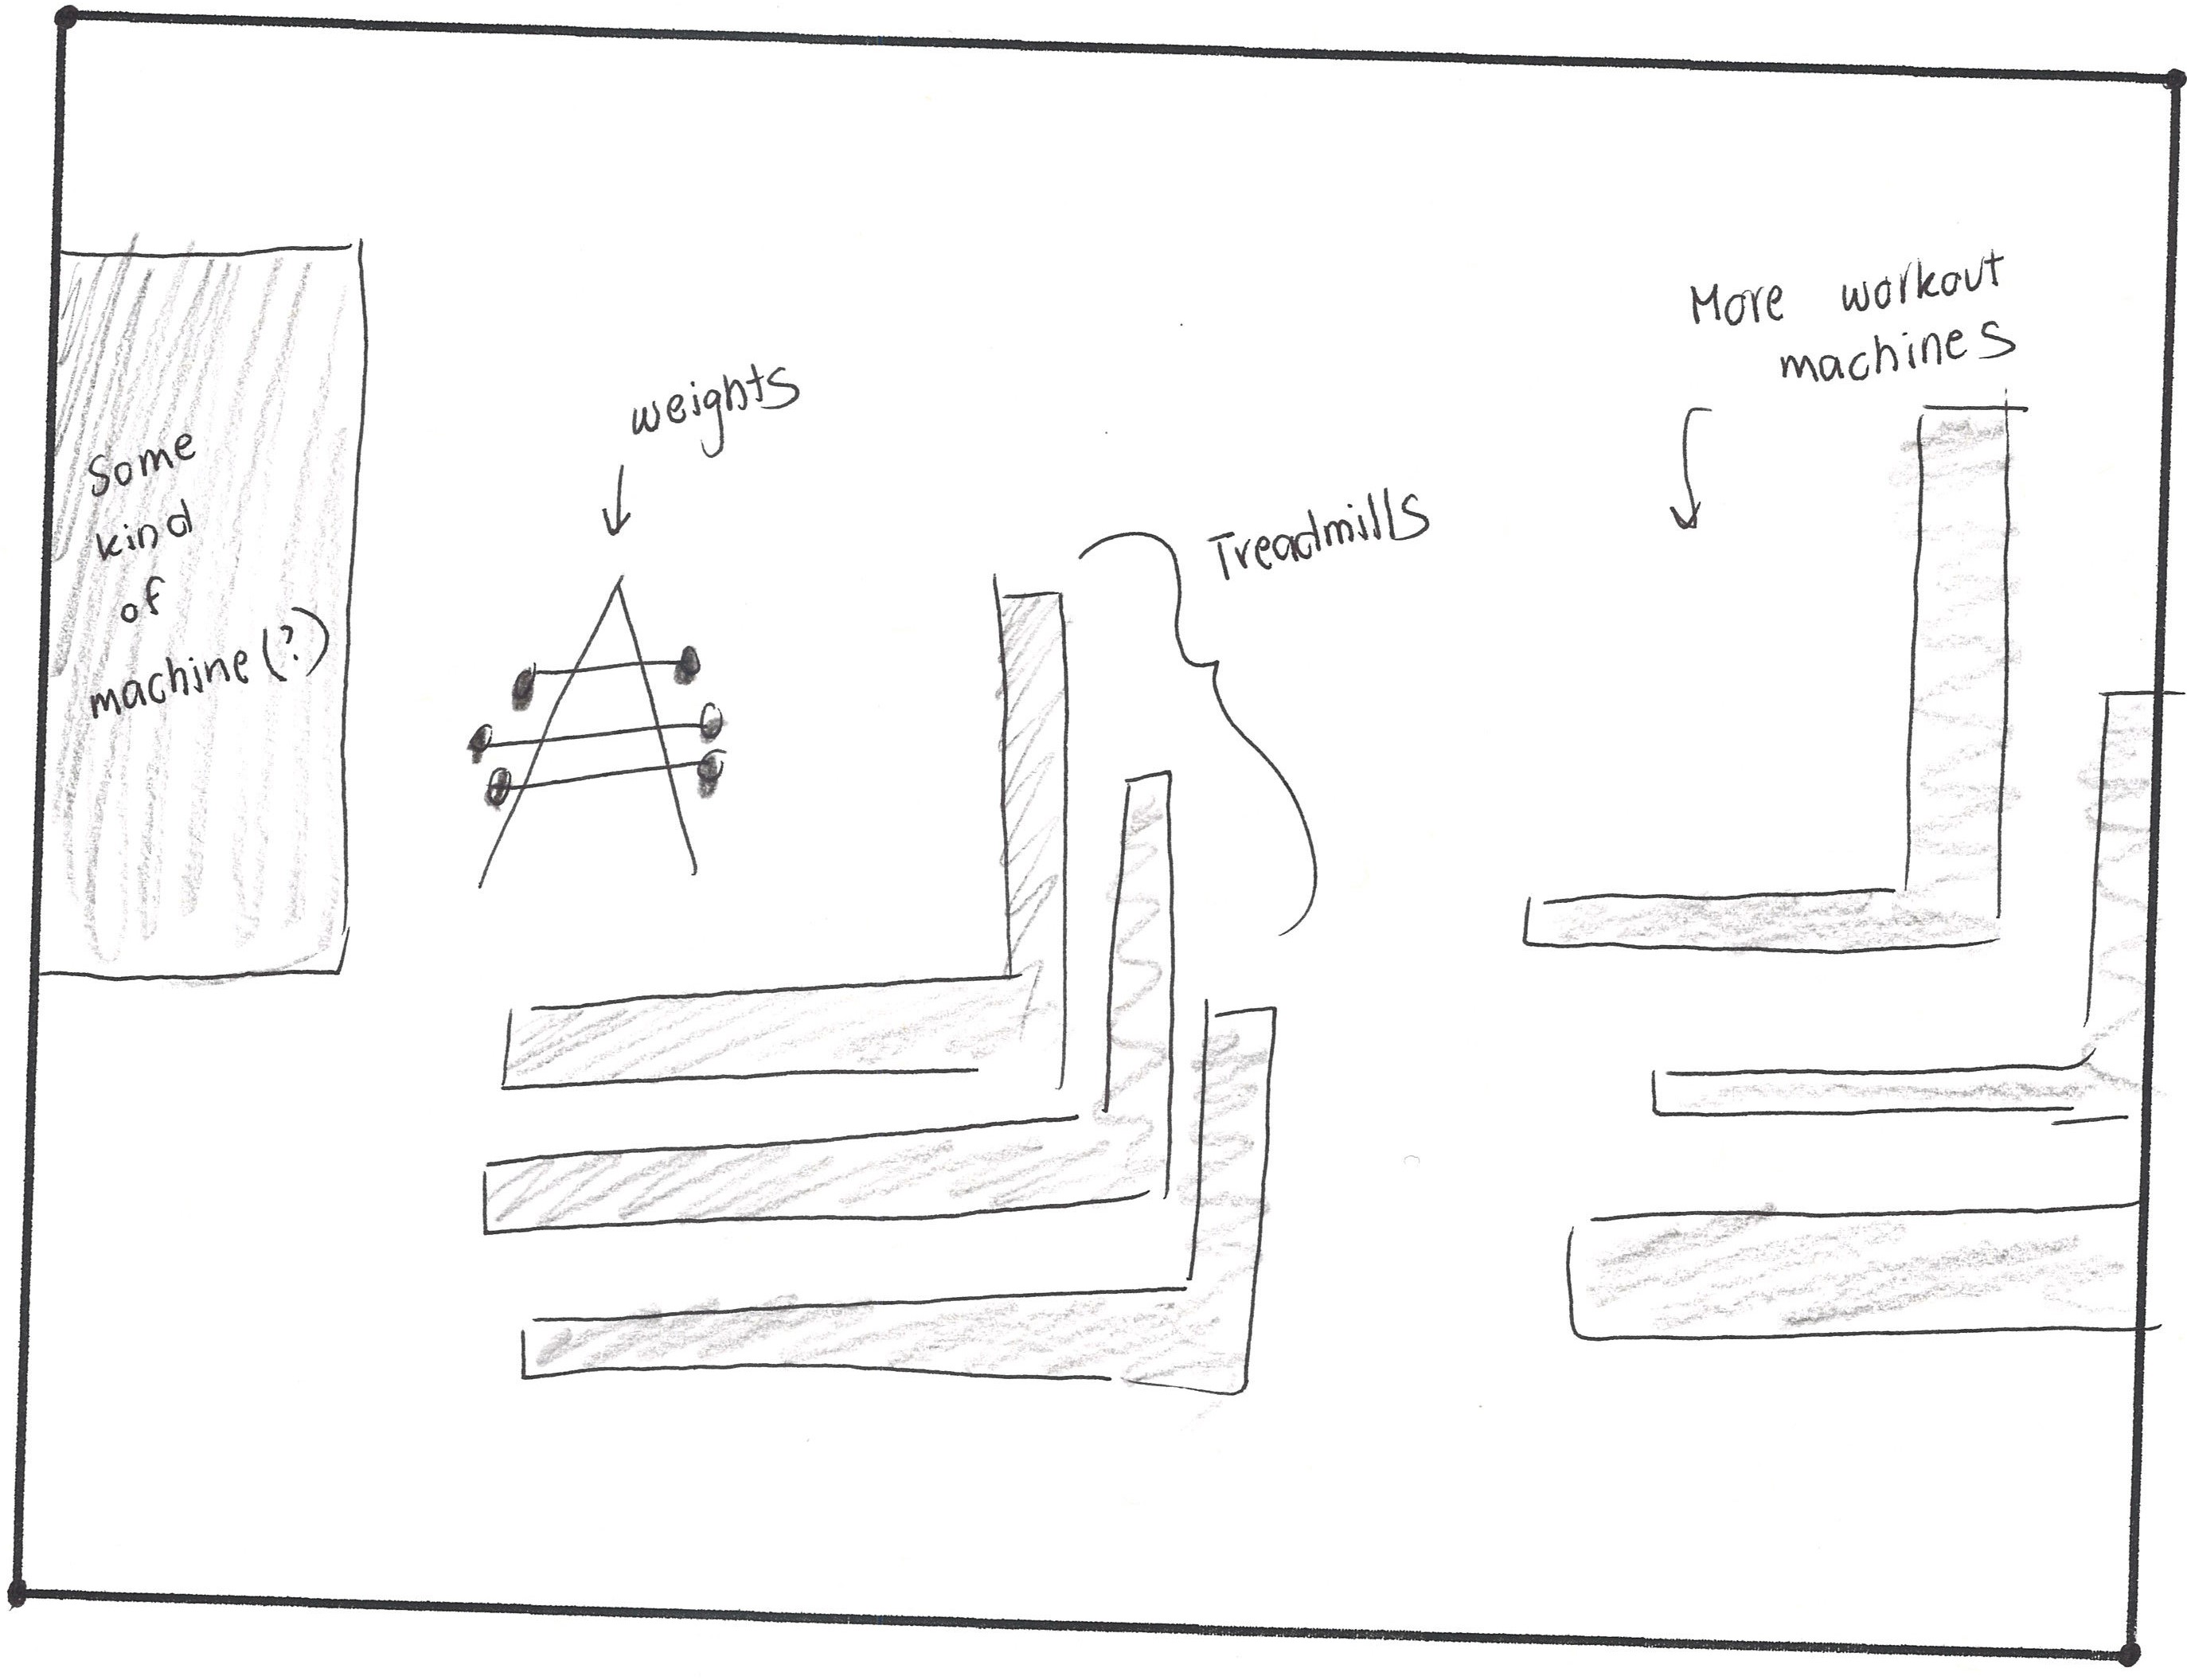 More workout
machines
weights
Treadmills
Some
kind
of
machine(?)